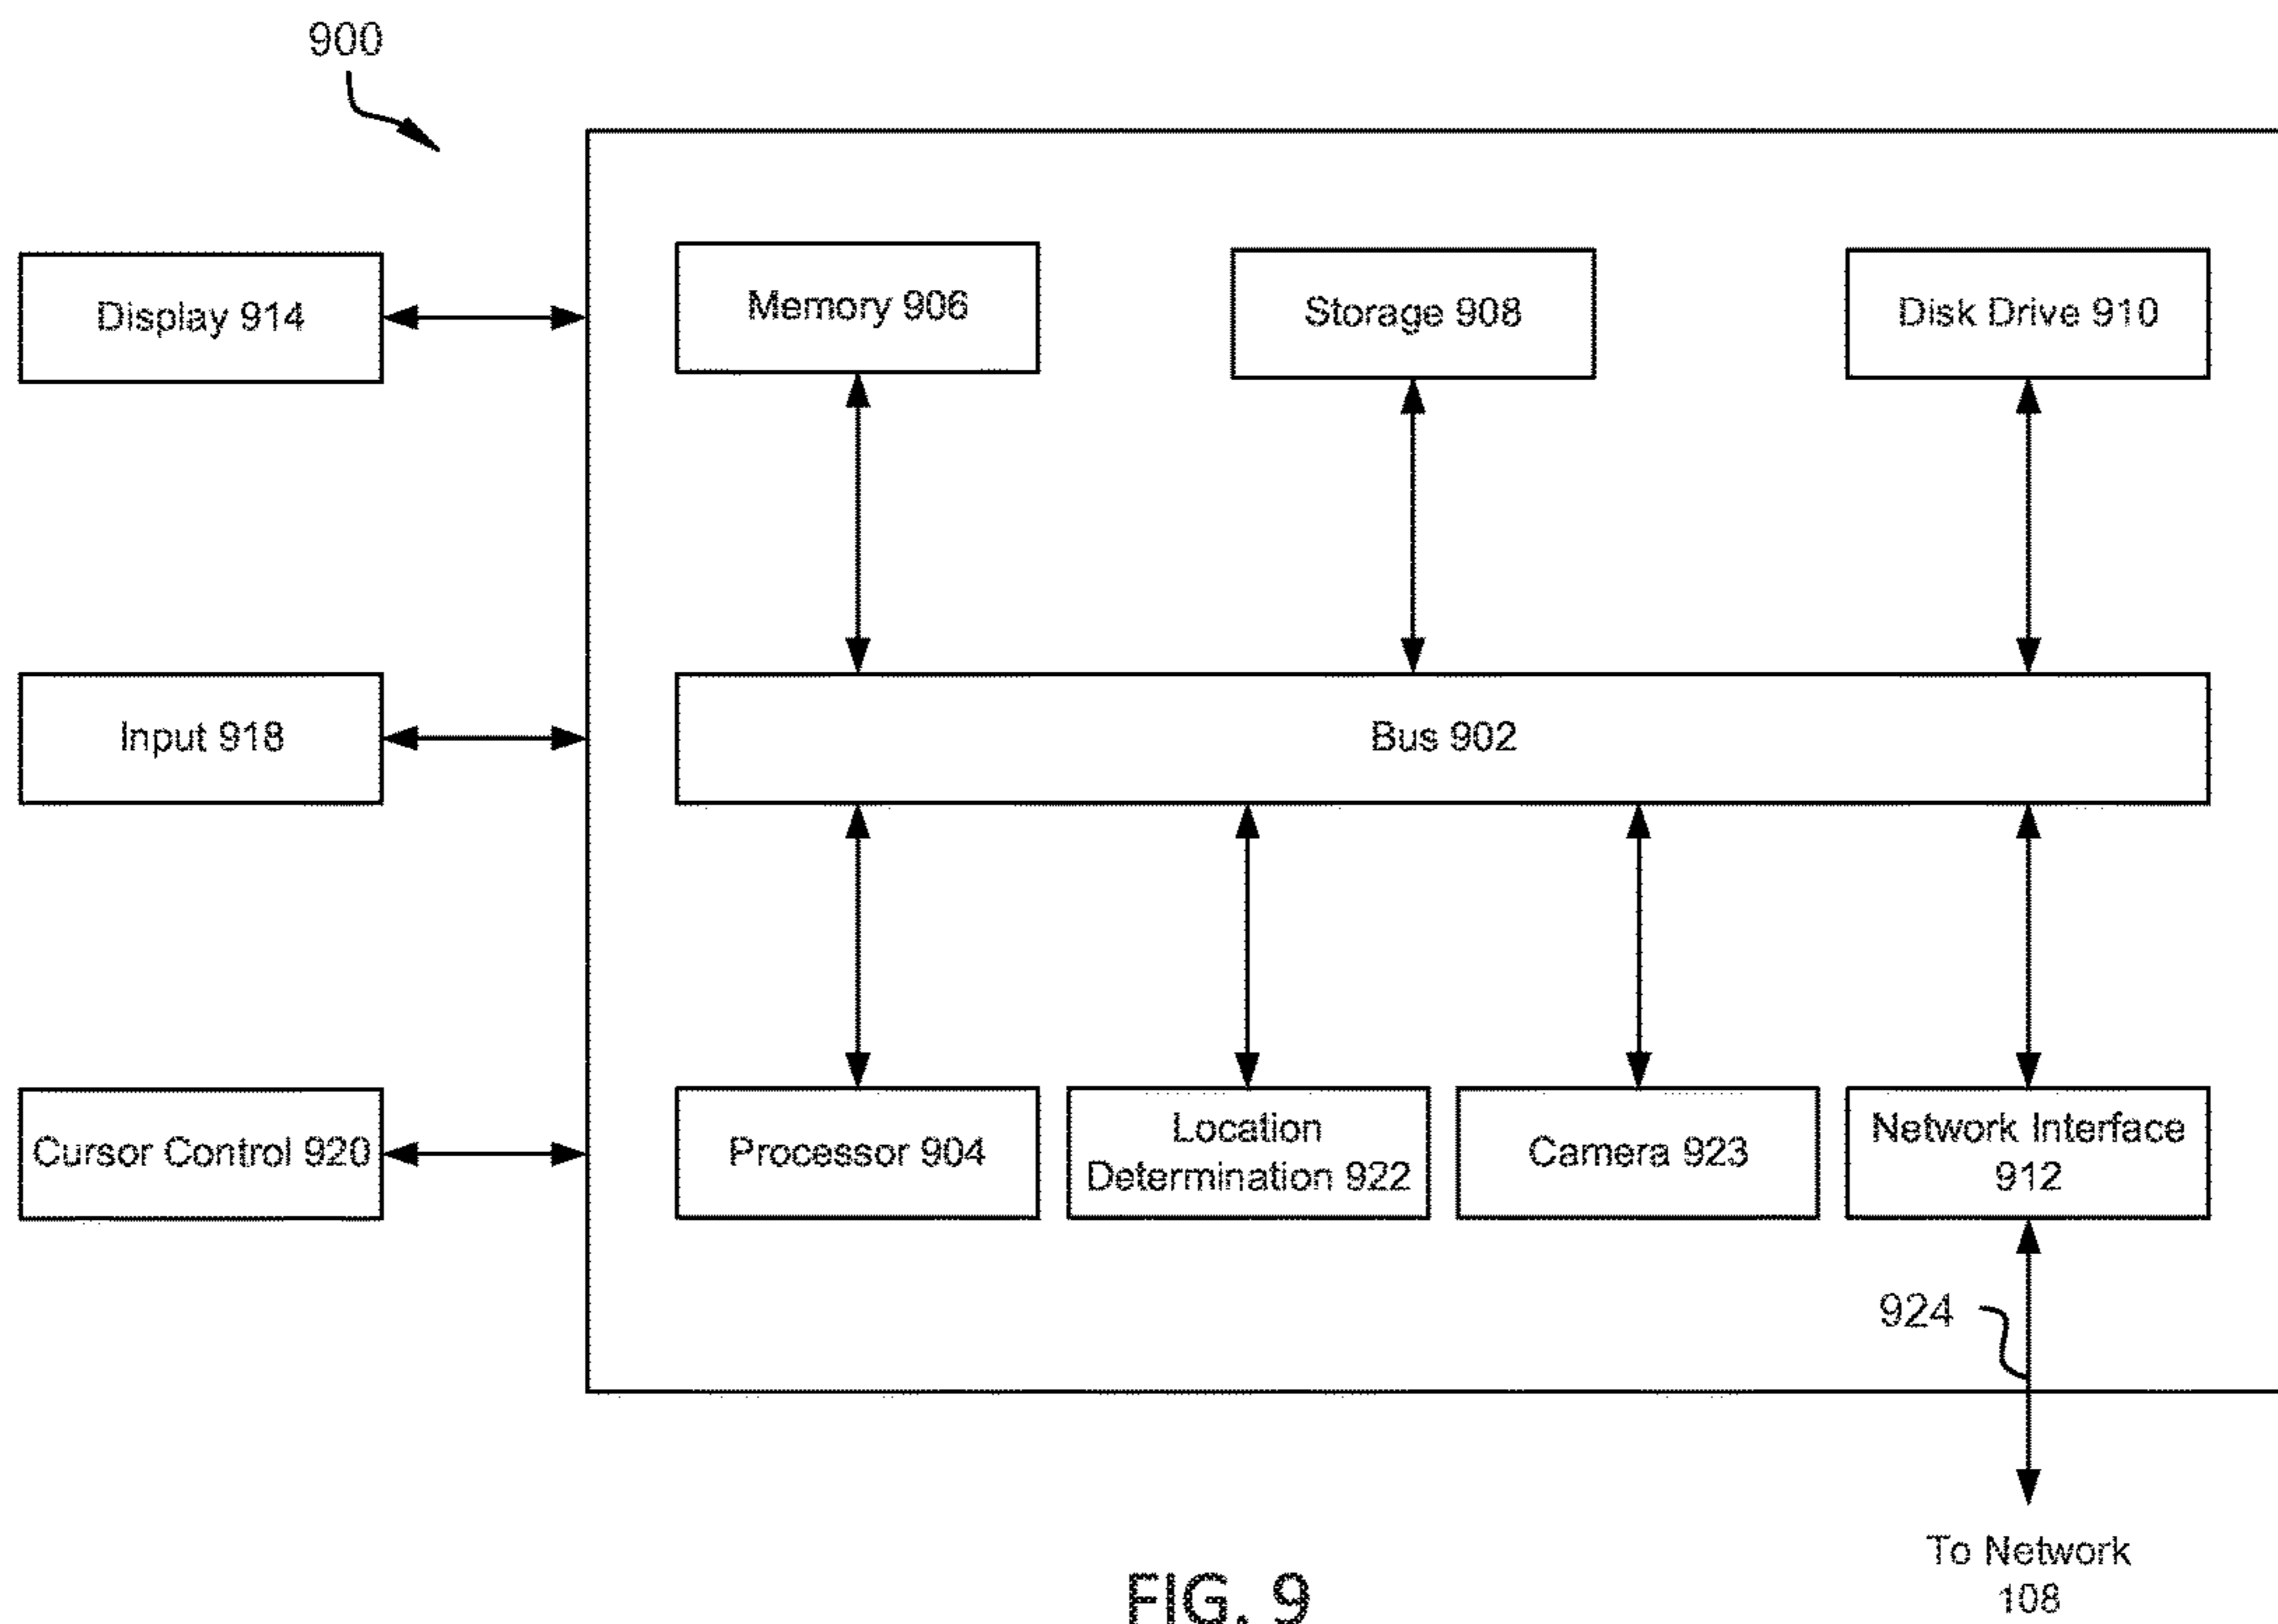 900
Display 914
Memory 906
Storage 908
Disk Drive 910
Input 918
Bus 902
Cursor Control 920
Processor 904
Location
Determination 922
Camera 923
Network Interface
912
924
To Network
108
FIG. 9